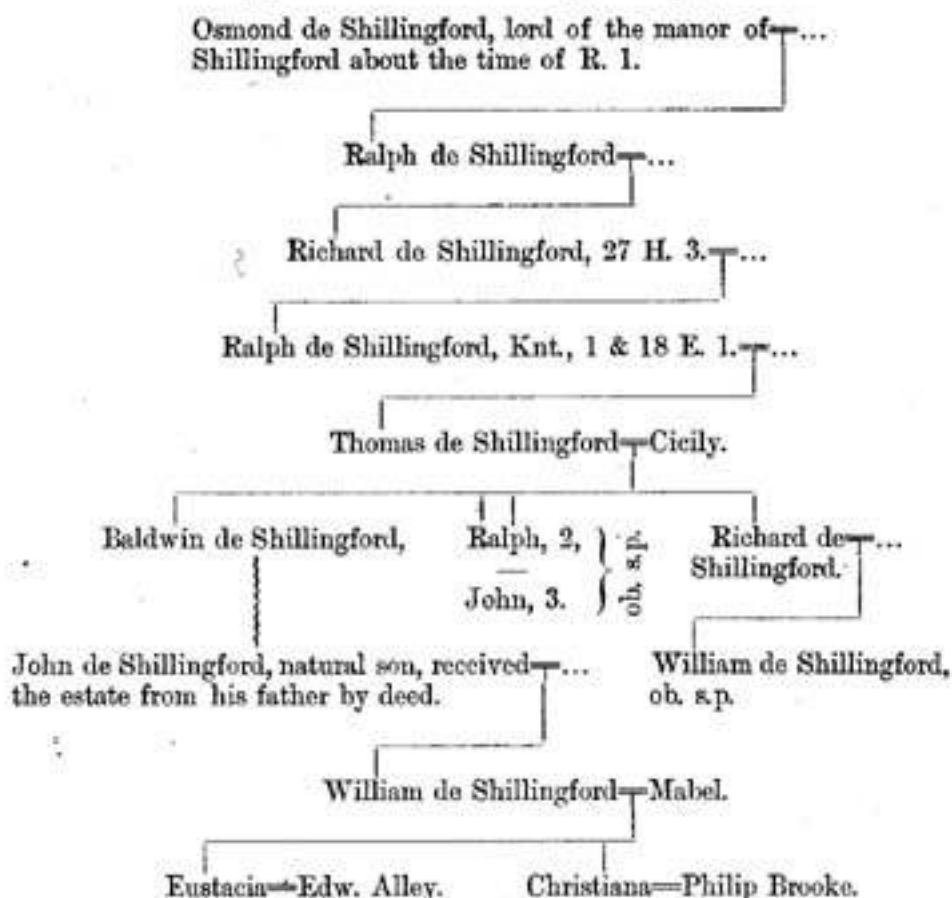 Osmond de Shillingford, lord of the manor of=...
Shillingford about the time of R. 1.
Ralph de Shillingford=...
Richard de Shillingford, 27 H. 3.=...
Ralph de Shillingford, Knt., 1 & 18 E. 1.=...
Thomas de Shillingford=Cicily.
Baldwin de Shillingford,
Ralph, 2,
John, 3.
ob. s.p.
Richard de=...
Shillingford.
John de Shillingford, natural son, received=...
the estate from his father by deed.
William de Shillingford,
ob. s.p.
William de Shillingford=Mabel.
Eustacia=Edw. Alley.
Christiana=Philip Brooke.